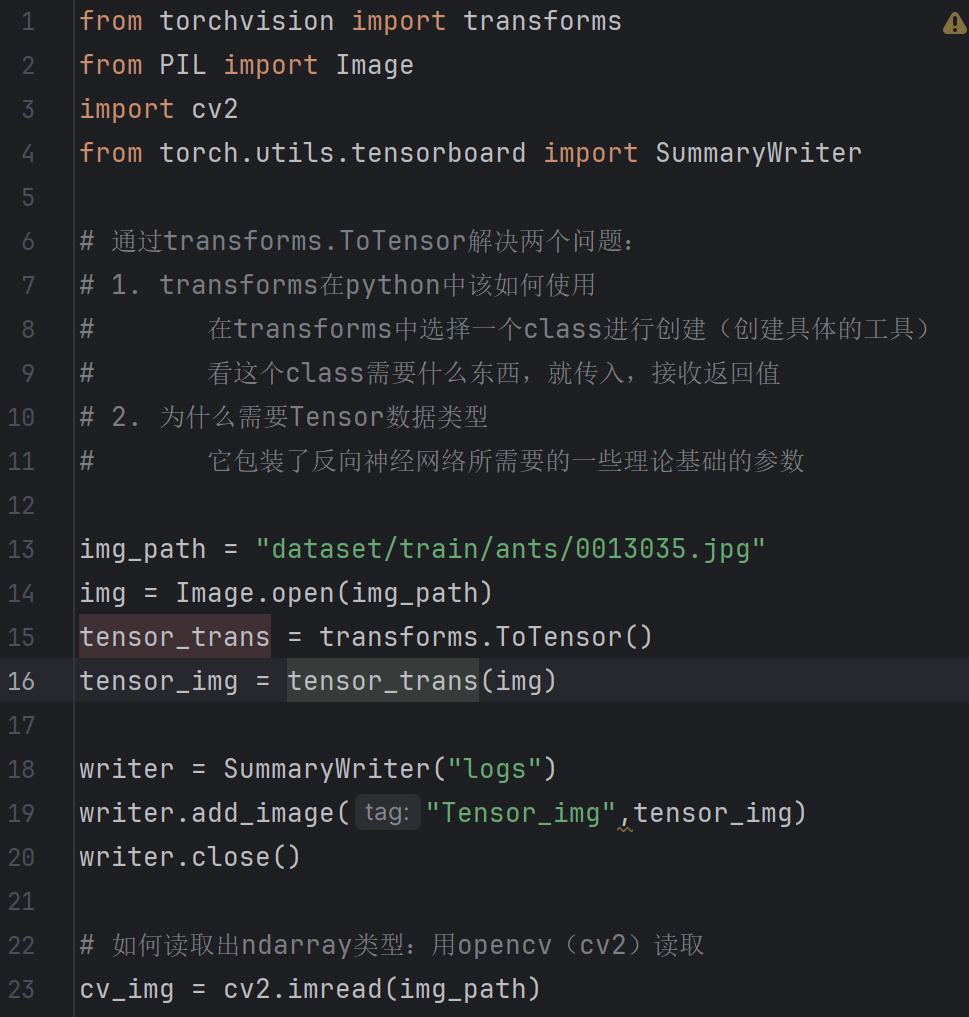 1 from torchvision import transforms
2 from PIL import Image
3 import cv2
4 from torch.utils.tensorboard import SummaryWriter
5
6 # 通过transforms.ToTensor解决两个问题：
7 # 1. transforms在python中该如何使用
8 #       在transforms中选择一个class进行创建（创建具体的工具）
9 #       看这个class需要什么东西，就传入，接收返回值
10 # 2. 为什么需要Tensor数据类型
11 #       它包装了反向神经网络所需要的一些理论基础的参数
12
13 img_path = "dataset/train/ants/0013035.jpg"
14 img = Image.open(img_path)
15 tensor_trans = transforms.ToTensor()
16 tensor_img = tensor_trans(img)
17
18 writer = SummaryWriter("logs")
19 writer.add_image( tag: "Tensor_img",tensor_img)
20 writer.close()
21
22 # 如何读取出ndarray类型：用opencv（cv2）读取
23 cv_img = cv2.imread(img_path)